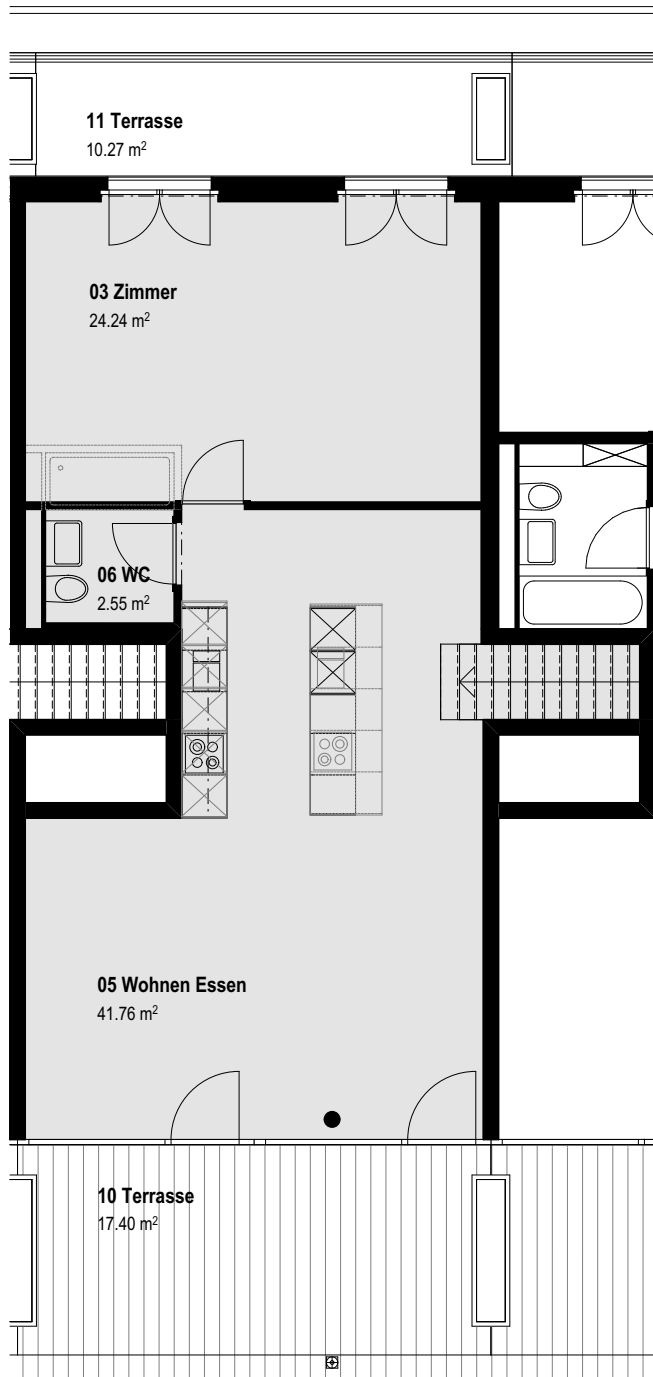 11 Terrasse
10.27 m²
03 Zimmer
24.24 m²
06 WC
2.55 m²
05 Wohnen Essen
41.76 m²
10 Terrasse
17.40 m²